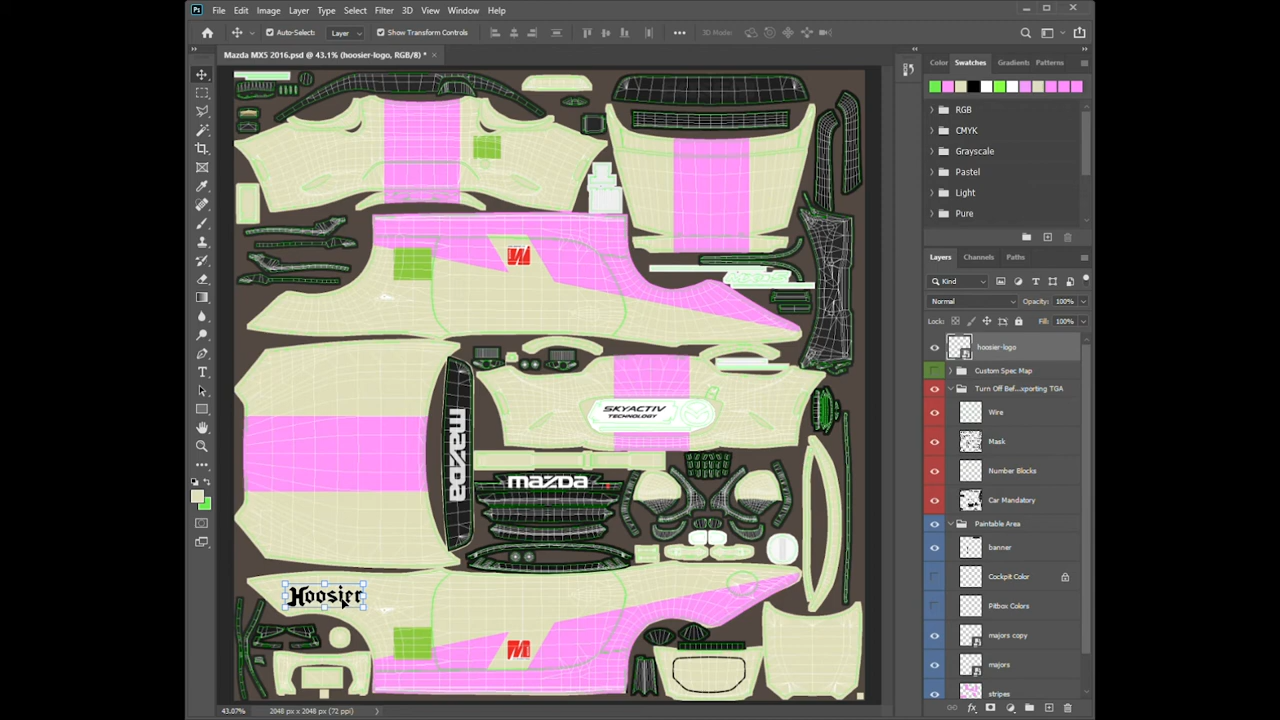 Ps File Edit Image Layer Type Select Filter 3D View Window Help
Auto-Select: Layer Show Transform Controls 3D Mode:
Mazda MX5 2016.psd @ 43.1% (hoosier-logo, RGB/8) *
Color Swatches Gradients Patterns
RGB
CMYK
Grayscale
Pastel
Light
Pure
Layers Channels Paths
Kind
Normal Opacity: 100%
Lock: Fill: 100%
hoosier-logo
Custom Spec Map
Turn Off Bef...xporting TGA
Wire
Mask
Number Blocks
Car Mandatory
Paintable Area
banner
Cockpit Color
Pitbox Colors
majors copy
majors
stripes
SKYACTIV
TECHNOLOGY
mazda
mazda
Hoosier
43.07% 2048 px x 2048 px (72 ppi)